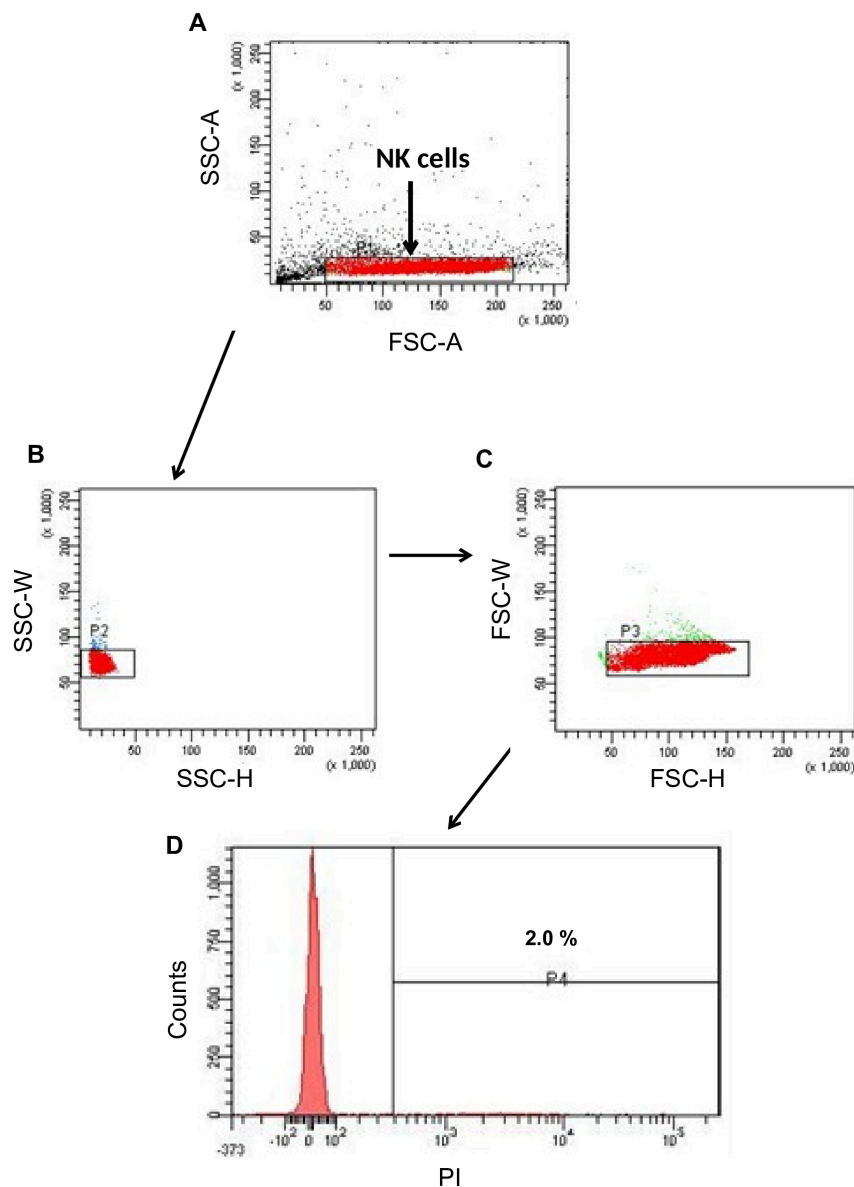 A
(x 1,000)
250
200
150
100
50
SSC-A
NK cells
P1
50 100 150 200 250
(x 1,000)
FSC-A
B
(x 1,000)
250
200
150
100
50
SSC-W
P2
50 100 150 200 250
(x 1,000)
SSC-H
C
(x 1,000)
250
200
150
100
50
FSC-W
P3
50 100 150 200 250
(x 1,000)
FSC-H
D
1,000
750
500
250
0
Counts
2.0 %
P4
-373
-10² 0 10² 10³ 10⁴ 10⁵
PI